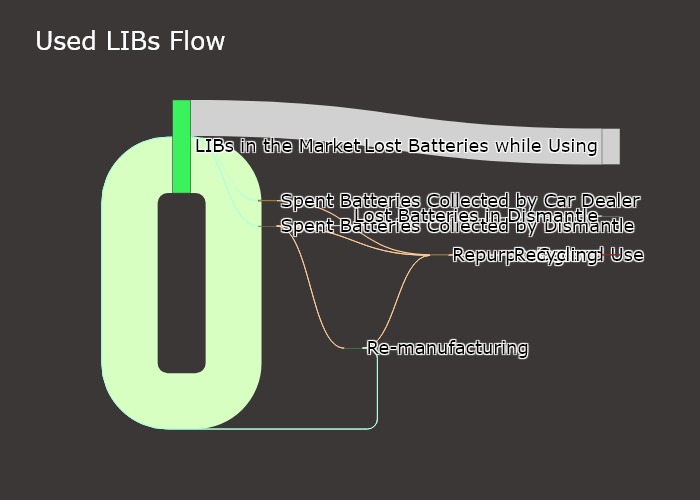 Used LIBs Flow
LIBs in the Market
Lost Batteries while Using
Spent Batteries Collected by Car Dealer
Lost Batteries in Dismantle
Spent Batteries Collected by Dismantle
Recycling
Use
Re-manufacturing